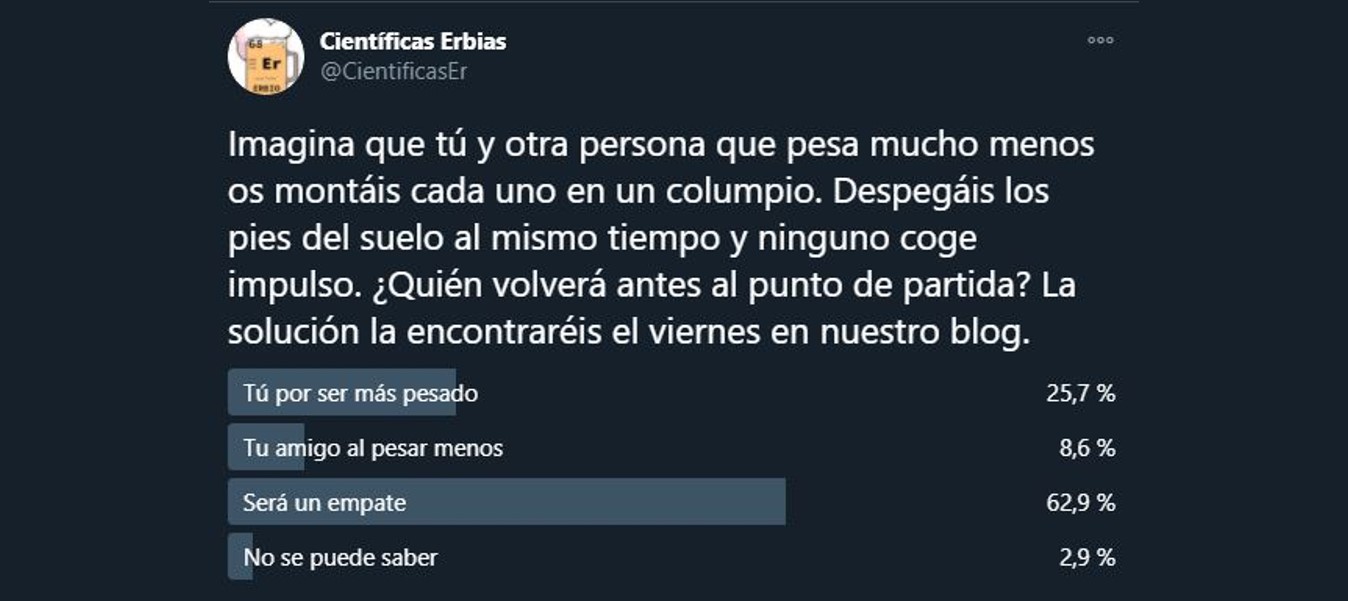 68
Er
ERBIO
Científicas Erbias
@CientificasEr
Imagina que tú y otra persona que pesa mucho menos
os montáis cada uno en un columpio. Despegáis los
pies del suelo al mismo tiempo y ninguno coge
impulso. ¿Quién volverá antes al punto de partida? La
solución la encontraréis el viernes en nuestro blog.
Tú por ser más pesado 25,7 %
Tu amigo al pesar menos 8,6 %
Será un empate 62,9 %
No se puede saber 2,9 %